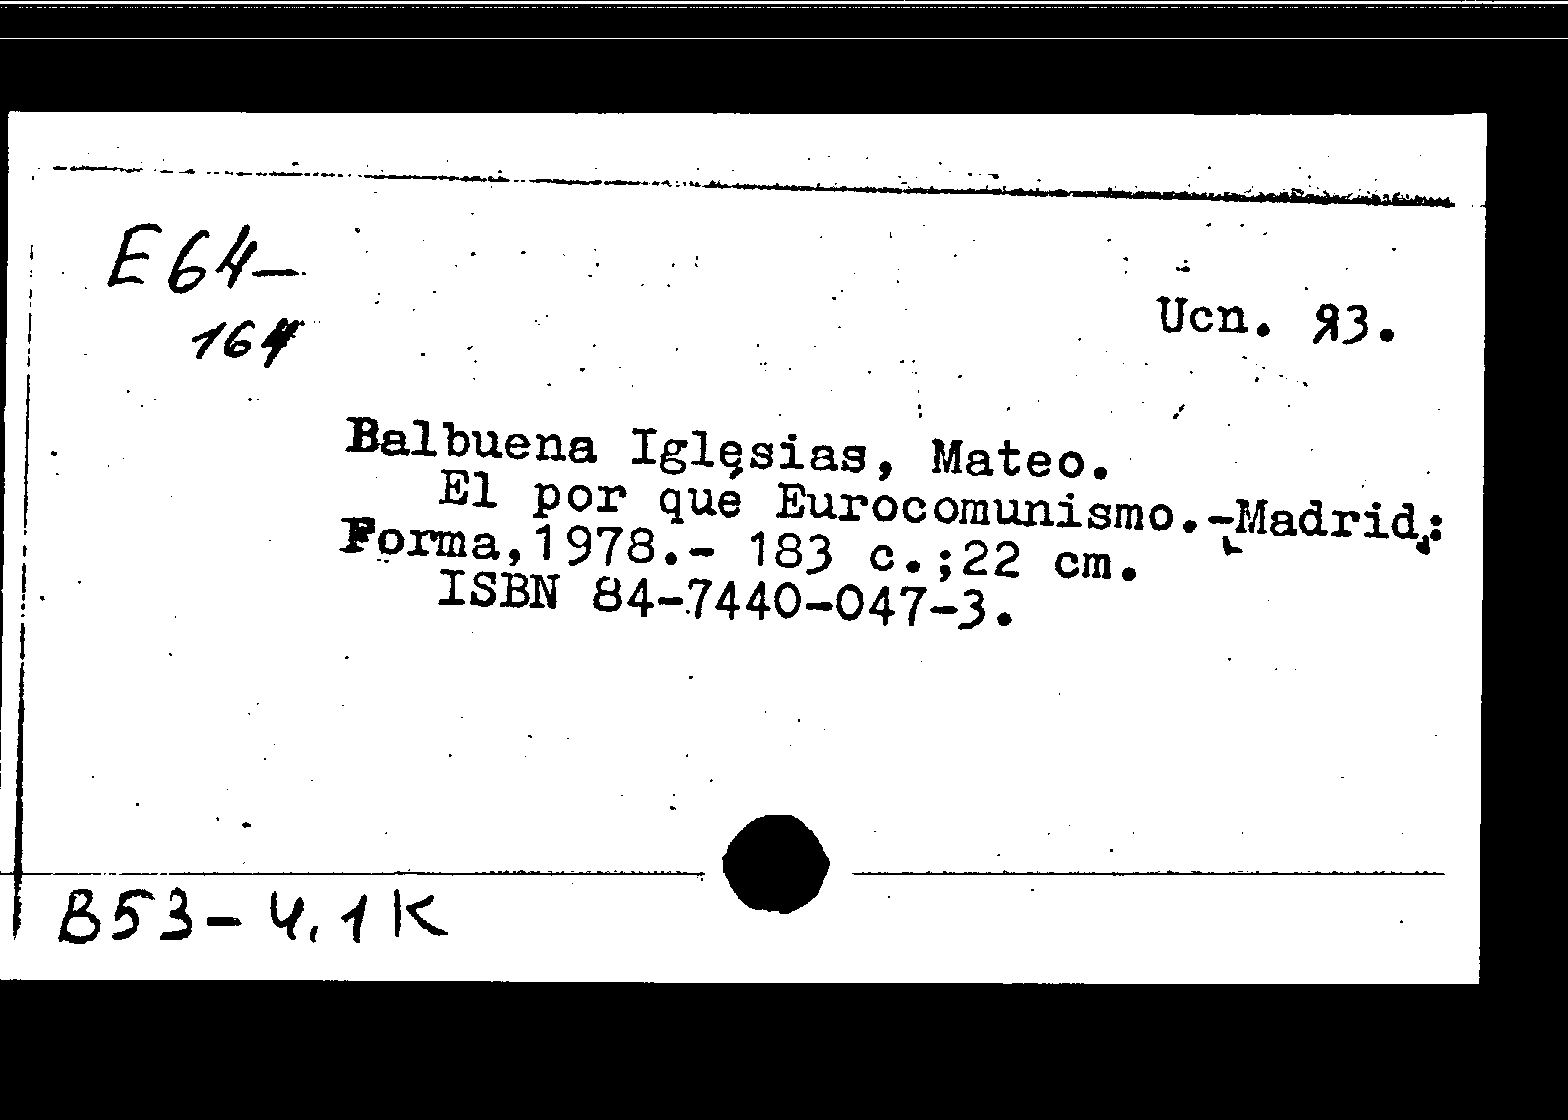 E64-
164
Исп. яз.
Balbuena Iglesias, Mateo.
El por qué Eurocomunismo.-Madrid,:
Forma,1978.- 183 с.;22 cm.
ISBN 84-7440-047-3.
В53-4.1К